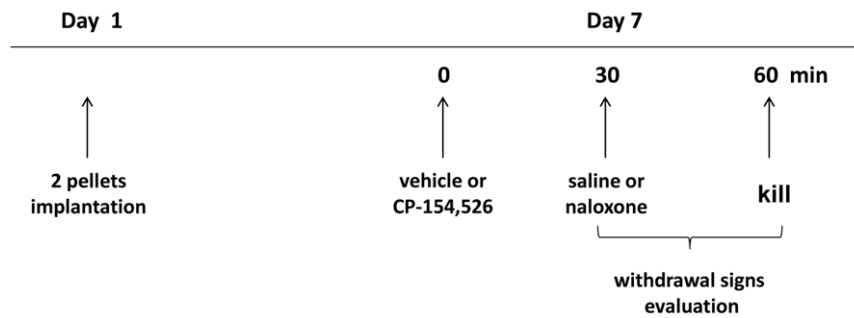 Day 1
Day 7
0
30
60 min
2 pellets
implantation
vehicle or
CP-154,526
saline or
naloxone
kill
withdrawal signs
evaluation